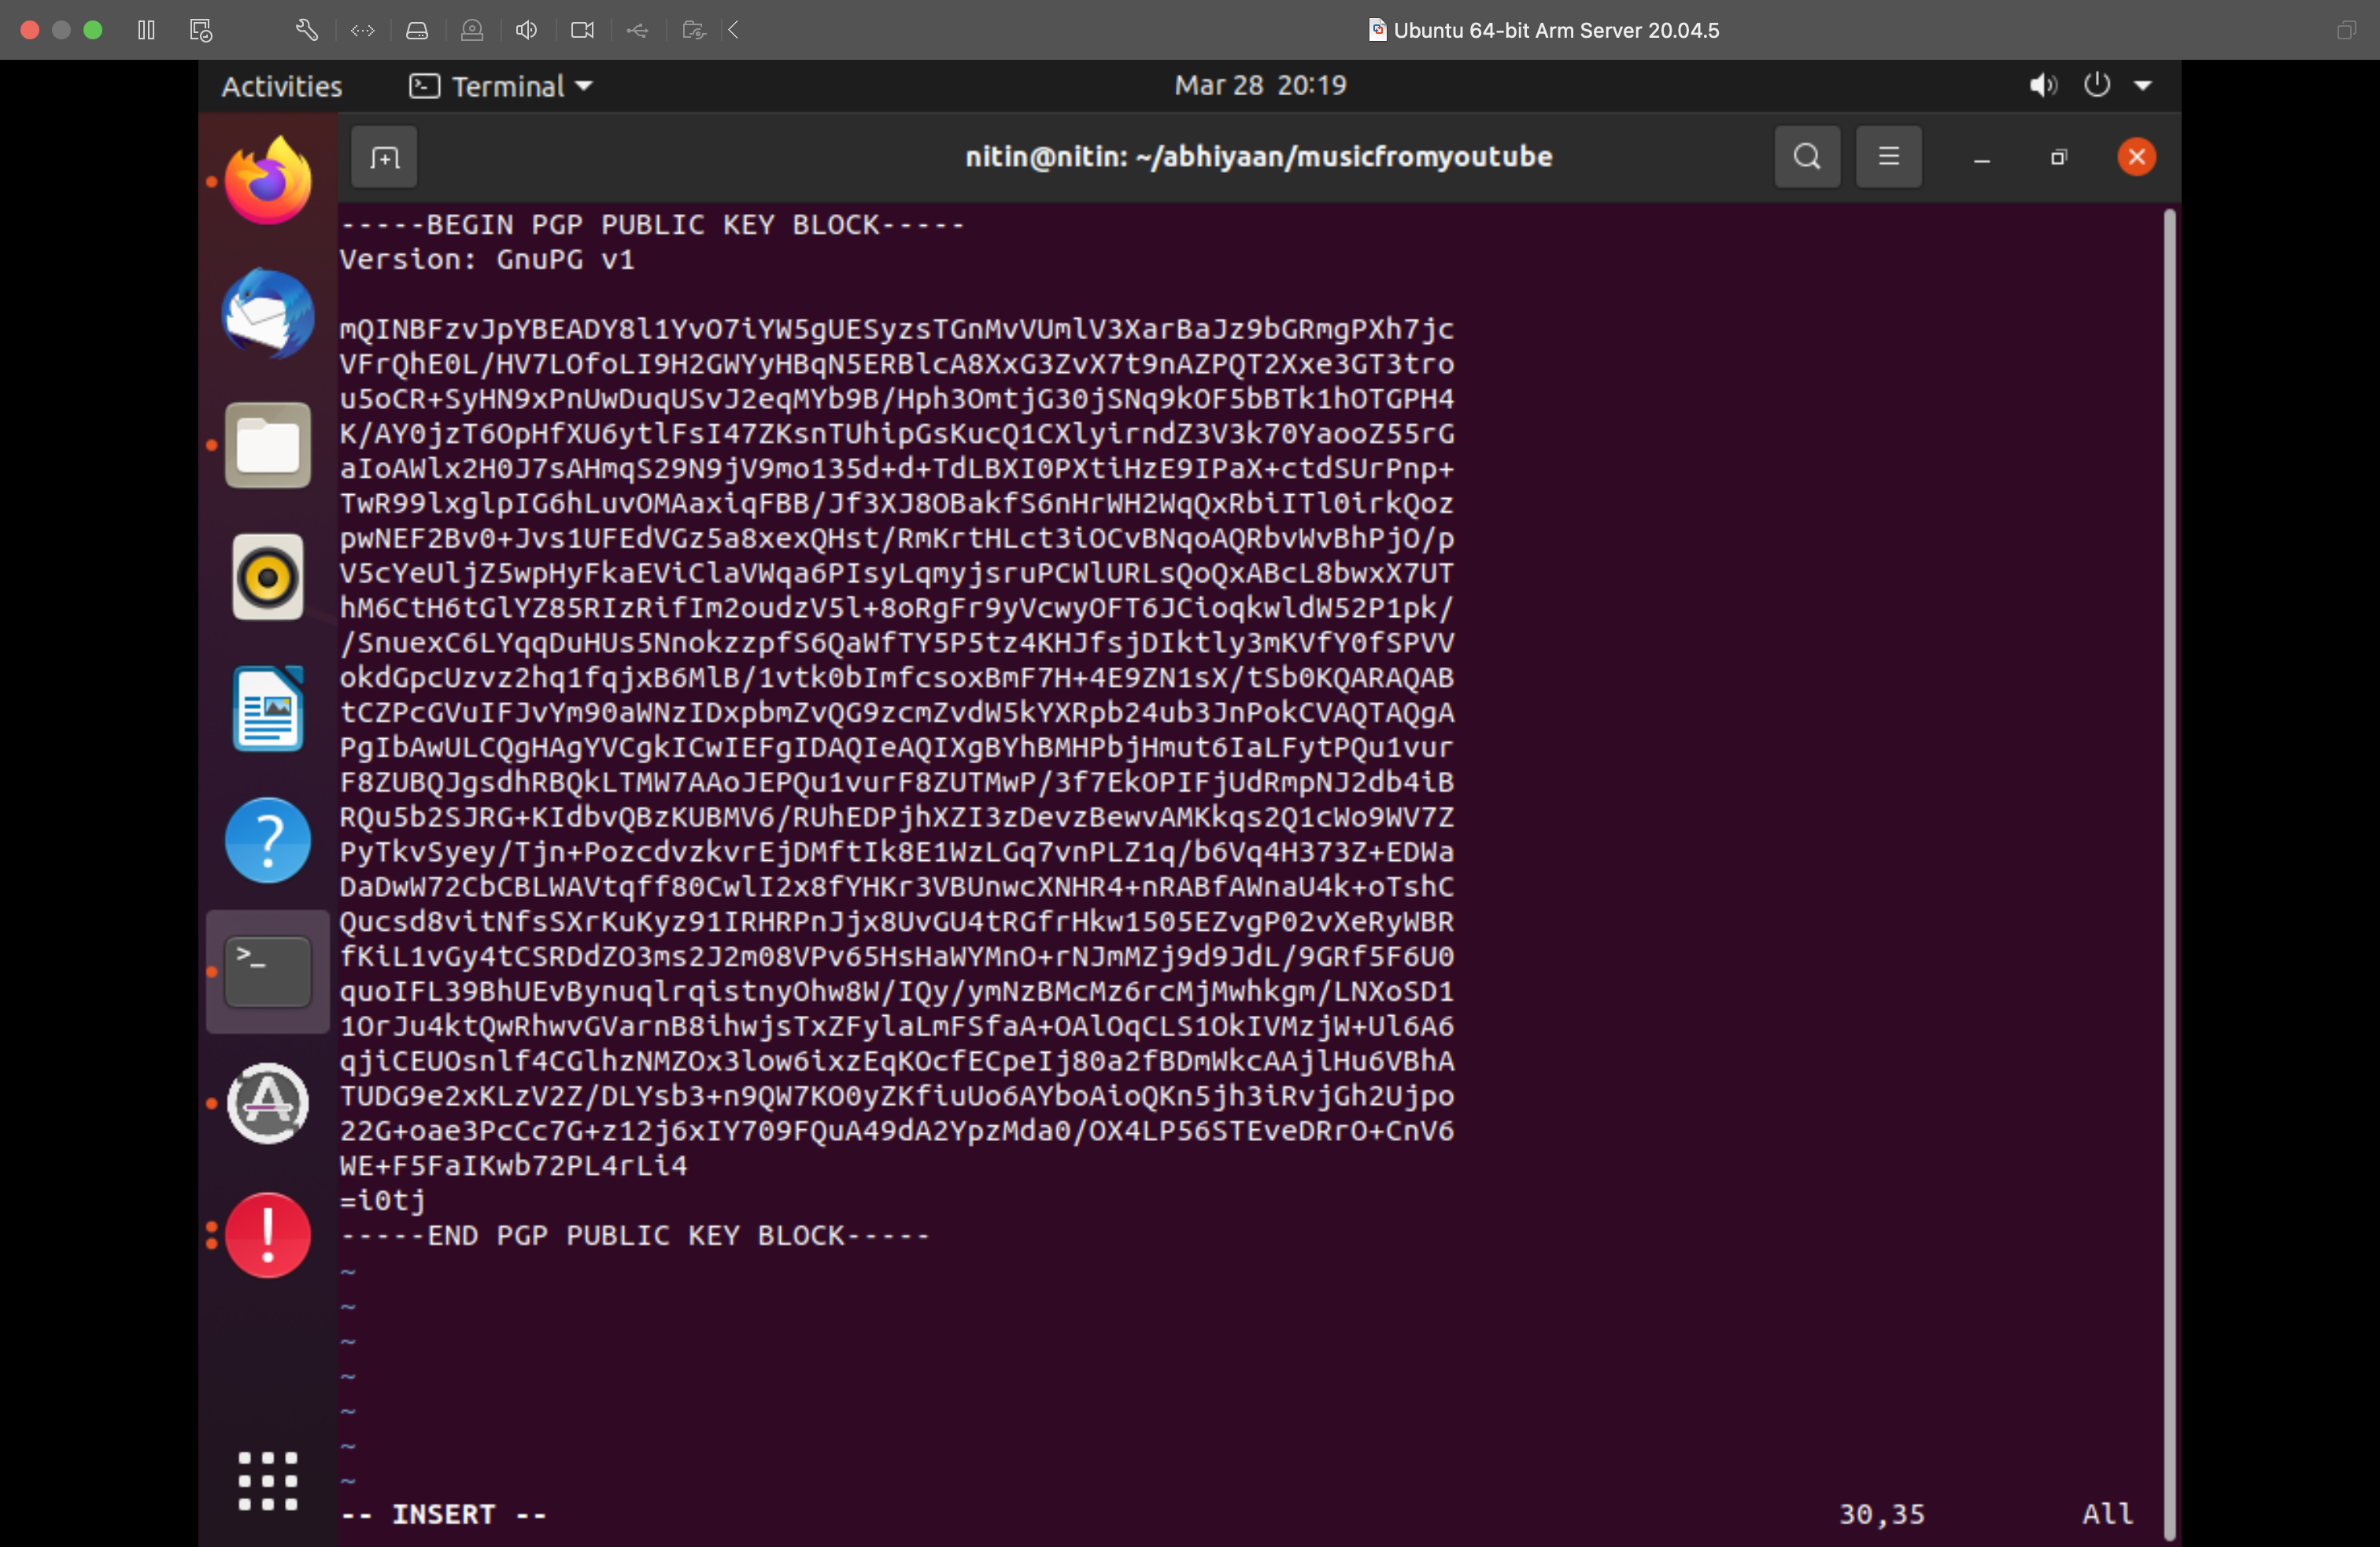 Ubuntu 64-bit Arm Server 20.04.5
Activities
Terminal
Mar 28 20:19
nitin@nitin: ~/abhiyaan/musicfromyoutube
-----BEGIN PGP PUBLIC KEY BLOCK-----
Version: GnuPG v1
mQINBFzvJpYBEADY8l1YvO7iYW5gUESyzsTGnMvVUmlV3XarBaJz9bGRmgPXh7jc
VFrQhE0L/HV7LOfoLI9H2GWYyHBqN5ERBlcA8XxG3ZvX7t9nAZPQT2Xxe3GT3tro
u5oCR+SyHN9xPnUwDuqUSvJ2eqMYb9B/Hph3OmtjG30jSNq9kOF5bBTk1hOTGPH4
K/AY0jzT6OpHfXU6ytlFsI47ZKsnTUhipGsKucQ1CXlyirndZ3V3k70YaooZ55rG
aIoAWlx2H0J7sAHmqS29N9jV9mo135d+d+TdLBXI0PXtiHzE9IPaX+ctdSUrPnp+
TwR99lxglpIG6hLuvOMAaxiqFBB/Jf3XJ8OBakfS6nHrWH2WqQxRbiITl0irkQoz
pwNEF2Bv0+Jvs1UFEdVGz5a8xexQHst/RmKrtHLct3iOCvBNqoAQRbvWvBhPjO/p
V5cYeUljZ5wpHyFkaEViClaVWqa6PIsyLqmyjsruPCWlURLsQoQxABcL8bwxX7UT
hM6CtH6tGlYZ85RIzRifIm2oudzV5l+8oRgFr9yVcwyOFT6JCioqkwldW52P1pk/
/SnuexC6LYqqDuHUs5NnokzzpfS6QaWfTY5P5tz4KHJfsjDIktly3mKVfY0fSPVV
okdGpcUzvz2hq1fqjxB6MlB/1vtk0bImfcsoxBmF7H+4E9ZN1sX/tSb0KQARAQAB
tCZPcGVuIFJvYm90aWNzIDxpbmZvQG9zcmZvdW5kYXRpb24ub3JnPokCVAQTAQgA
PgIbAwULCQgHAgYVCgkICwIEFgIDAQIeAQIXgBYhBMHPbjHmut6IaLFytPQu1vur
F8ZUBQJgsdhRBQkLTMW7AAoJEPQu1vurF8ZUTMwP/3f7EkOPIFjUdRmpNJ2db4iB
RQu5b2SJRG+KIdbvQBzKUBMV6/RUhEDPjhXZI3zDevzBewvAMKkqs2Q1cWo9WV7Z
PyTkvSyey/Tjn+PozcdvzkvrEjDMftIk8E1WzLGq7vnPLZ1q/b6Vq4H373Z+EDWa
DaDwW72CbCBLWAVtqff80CwlI2x8fYHKr3VBUnwcXNHR4+nRABfAWnaU4k+oTshC
Qucsd8vitNfsSXrKuKyz91IRHRPnJjx8UvGU4tRGfrHkw1505EZvgP02vXeRyWBR
fKiL1vGy4tCSRDdZO3ms2J2m08VPv65HsHaWYMnO+rNJmMZj9d9JdL/9GRf5F6U0
quoIFL39BhUEvBynuqlrqistnyOhw8W/IQy/ymNzBMcMz6rcMjMwhkgm/LNXoSD1
1OrJu4ktQwRhwvGVarnB8ihwjsTxZFylaLmFSfaA+OAlOqCLS1OkIVMzjW+Ul6A6
qjiCEUOsnlf4CGlhzNMZOx3low6ixzEqKOcfECpeIj80a2fBDmWkcAAjlHu6VBhA
TUDG9e2xKLzV2Z/DLYsb3+n9QW7KO0yZKfiuUo6AYboAioQKn5jh3iRvjGh2Ujpo
22G+oae3PcCc7G+z12j6xIY709FQuA49dA2YpzMda0/OX4LP56STEveDRrO+CnV6
WE+F5FaIKwb72PL4rLi4
=i0tj
-----END PGP PUBLIC KEY BLOCK-----
~
~
~
~
~
~
~
-- INSERT --
30,35
All